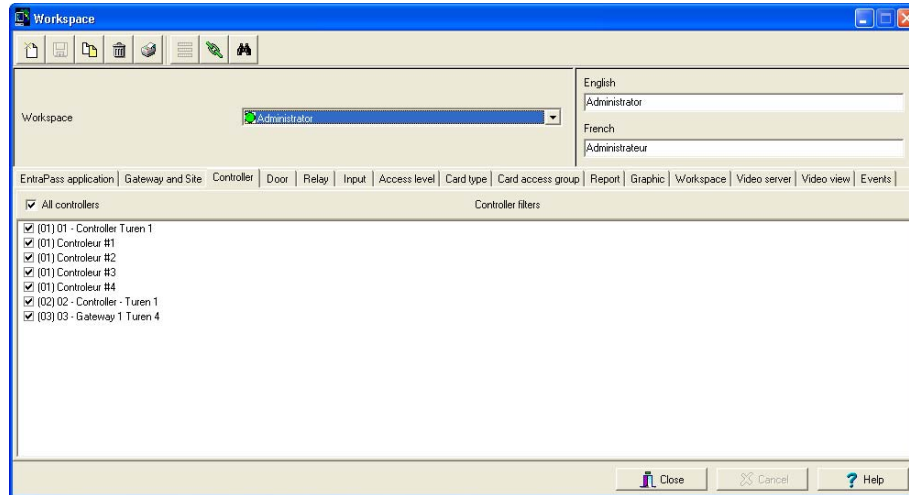 Workspace
English
Administrator
Workspace
Administrator
French
Administrateur
EntraPass application Gateway and Site Controller Door Relay Input Access level Card type Card access group Report Graphic Workspace Video server Video view Events
All controllers Controller filters
(01) 01 - Controller Turen 1
(01) Controleur #1
(01) Controleur #2
(01) Controleur #3
(01) Controleur #4
(02) 02 - Controller - Turen 1
(03) 03 - Gateway 1 Turen 4
Close Cancel ? Help